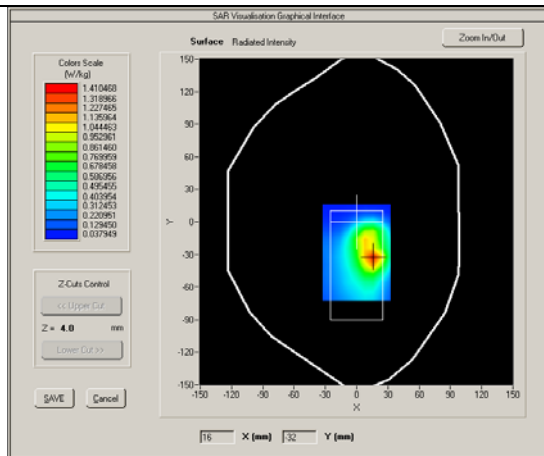 SAR Visualisation Graphical Interface
Surface Radiated Intensity
Zoom In/Out
Colors Scale
(W/kg)
1.410468
1.318966
1.227465
1.135964
1.044463
0.952961
0.861460
0.769959
0.678458
0.586956
0.495455
0.403954
0.312453
0.220951
0.129450
0.037949
Z-Cuts Control
<< Upper Cut
Z = 4.0 mm
Lower Cut >>
SAVE
Cancel
150
120
90
60
30
0
-30
-60
-90
-120
-150
Y
-150 -120 -90 -60 -30 0 30 60 90 120 150
X
16 X (mm) -32 Y (mm)